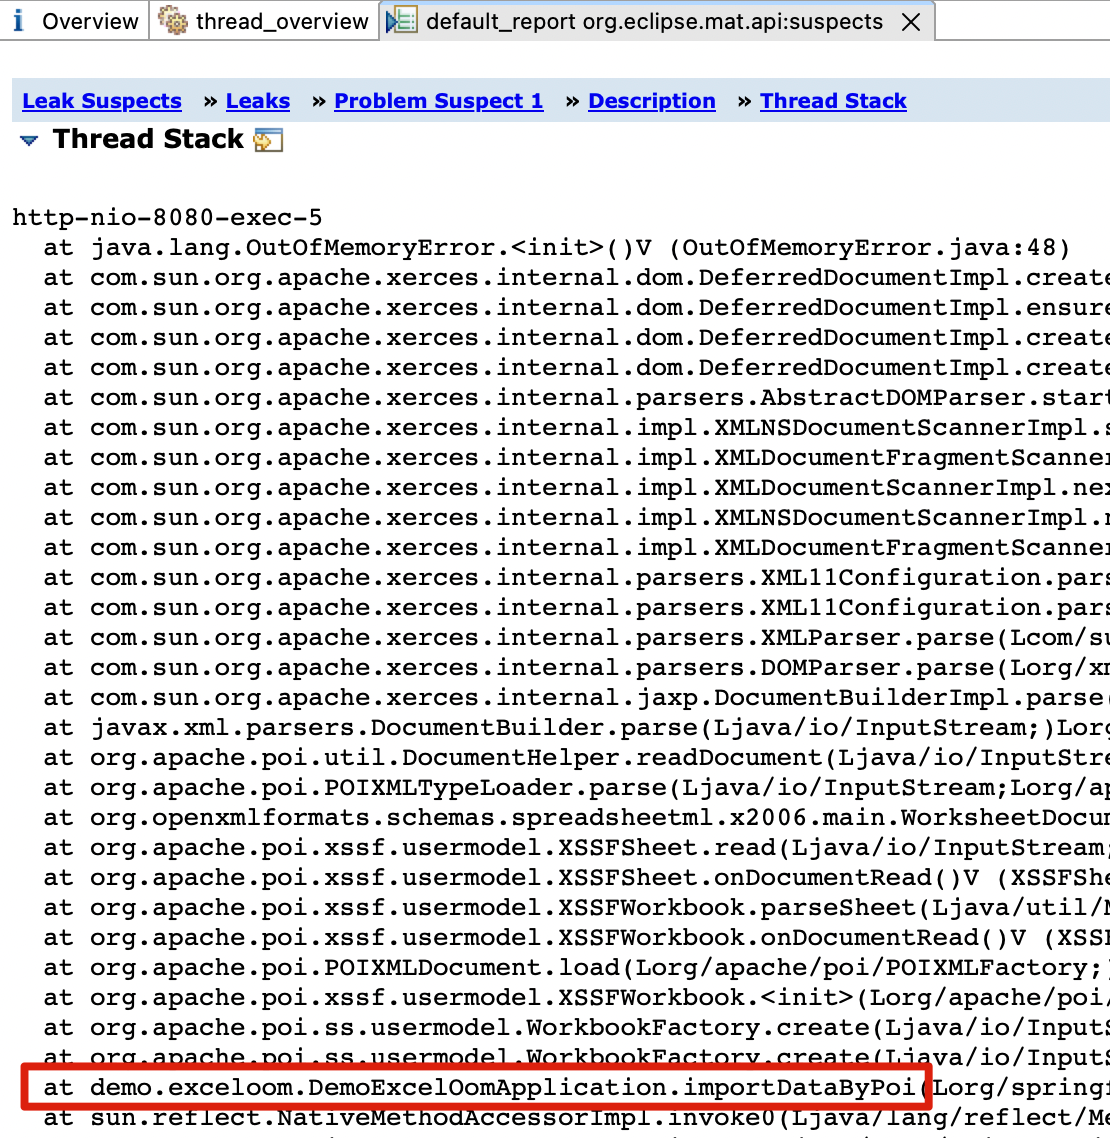 Overview thread_overview default_report org.eclipse.mat.api:suspects
Leak Suspects » Leaks » Problem Suspect 1 » Description » Thread Stack
Thread Stack
http-nio-8080-exec-5
at java.lang.OutOfMemoryError.<init>()V (OutOfMemoryError.java:48)
at com.sun.org.apache.xerces.internal.dom.DeferredDocumentImpl.create
at com.sun.org.apache.xerces.internal.dom.DeferredDocumentImpl.ensure
at com.sun.org.apache.xerces.internal.dom.DeferredDocumentImpl.create
at com.sun.org.apache.xerces.internal.dom.DeferredDocumentImpl.create
at com.sun.org.apache.xerces.internal.parsers.AbstractDOMParser.start
at com.sun.org.apache.xerces.internal.impl.XMLNSDocumentScannerImpl.s
at com.sun.org.apache.xerces.internal.impl.XMLDocumentFragmentScanner
at com.sun.org.apache.xerces.internal.impl.XMLDocumentScannerImpl.nex
at com.sun.org.apache.xerces.internal.impl.XMLNSDocumentScannerImpl.n
at com.sun.org.apache.xerces.internal.impl.XMLDocumentFragmentScanner
at com.sun.org.apache.xerces.internal.parsers.XML11Configuration.pars
at com.sun.org.apache.xerces.internal.parsers.XML11Configuration.pars
at com.sun.org.apache.xerces.internal.parsers.XMLParser.parse(Lcom/su
at com.sun.org.apache.xerces.internal.parsers.DOMParser.parse(Lorg/xm
at com.sun.org.apache.xerces.internal.jaxp.DocumentBuilderImpl.parse(
at javax.xml.parsers.DocumentBuilder.parse(Ljava/io/InputStream;)Lorg
at org.apache.poi.util.DocumentHelper.readDocument(Ljava/io/InputStre
at org.apache.poi.POIXMLTypeLoader.parse(Ljava/io/InputStream;Lorg/ap
at org.openxmlformats.schemas.spreadsheetml.x2006.main.WorksheetDocum
at org.apache.poi.xssf.usermodel.XSSFSheet.read(Ljava/io/InputStream;
at org.apache.poi.xssf.usermodel.XSSFSheet.onDocumentRead()V (XSSFShe
at org.apache.poi.xssf.usermodel.XSSFWorkbook.parseSheet(Ljava/util/M
at org.apache.poi.xssf.usermodel.XSSFWorkbook.onDocumentRead()V (XSSF
at org.apache.poi.POIXMLDocument.load(Lorg/apache/poi/POIXMLFactory;)
at org.apache.poi.xssf.usermodel.XSSFWorkbook.<init>(Lorg/apache/poi/
at org.apache.poi.ss.usermodel.WorkbookFactory.create(Ljava/io/InputS
at org.apache.poi.ss.usermodel.WorkbookFactory.create(Ljava/io/InputS
at demo.exceloom.DemoExcelOomApplication.importDataByPoi(Lorg/springf
at sun.reflect.NativeMethodAccessorImpl.invoke0(Ljava/lang/reflect/Me